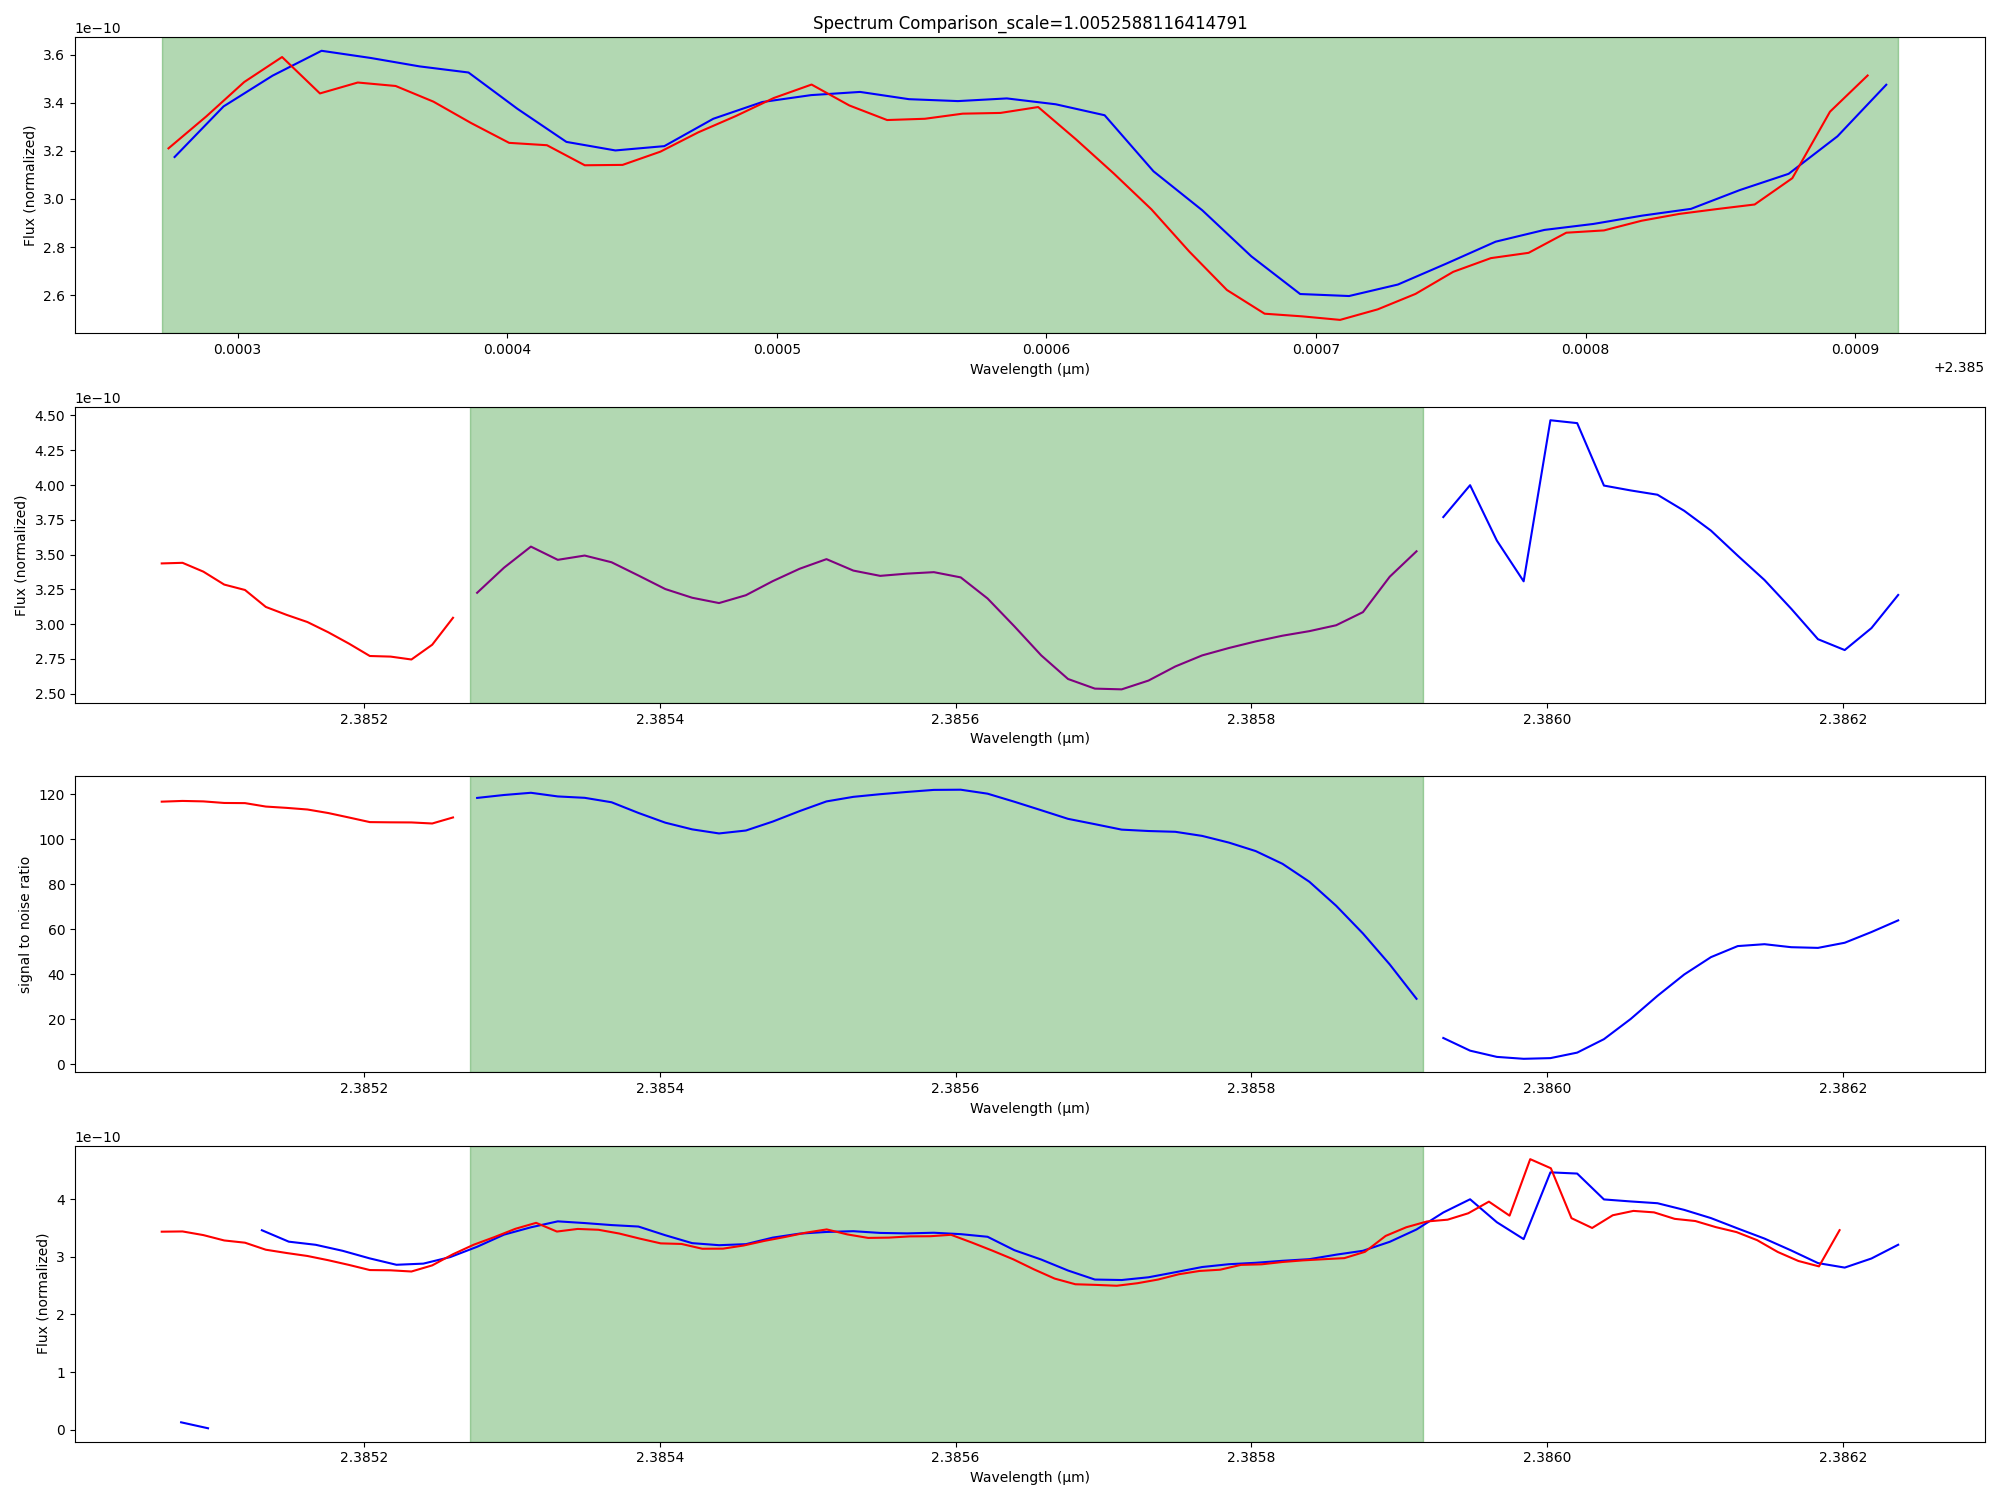 Spectrum Comparison_scale=1.0052588116414791
1e−10
3.6
3.4
3.2
3.0
2.8
2.6
Flux (normalized)
0.0003 0.0004 0.0005 0.0006 0.0007 0.0008 0.0009
Wavelength (μm)
+2.385
1e−10
4.50
4.25
4.00
3.75
3.50
3.25
3.00
2.75
2.50
Flux (normalized)
2.3852 2.3854 2.3856 2.3858 2.3860 2.3862
Wavelength (μm)
120
100
80
60
40
20
0
signal to noise ratio
2.3852 2.3854 2.3856 2.3858 2.3860 2.3862
Wavelength (μm)
1e−10
4
3
2
1
0
Flux (normalized)
2.3852 2.3854 2.3856 2.3858 2.3860 2.3862
Wavelength (μm)